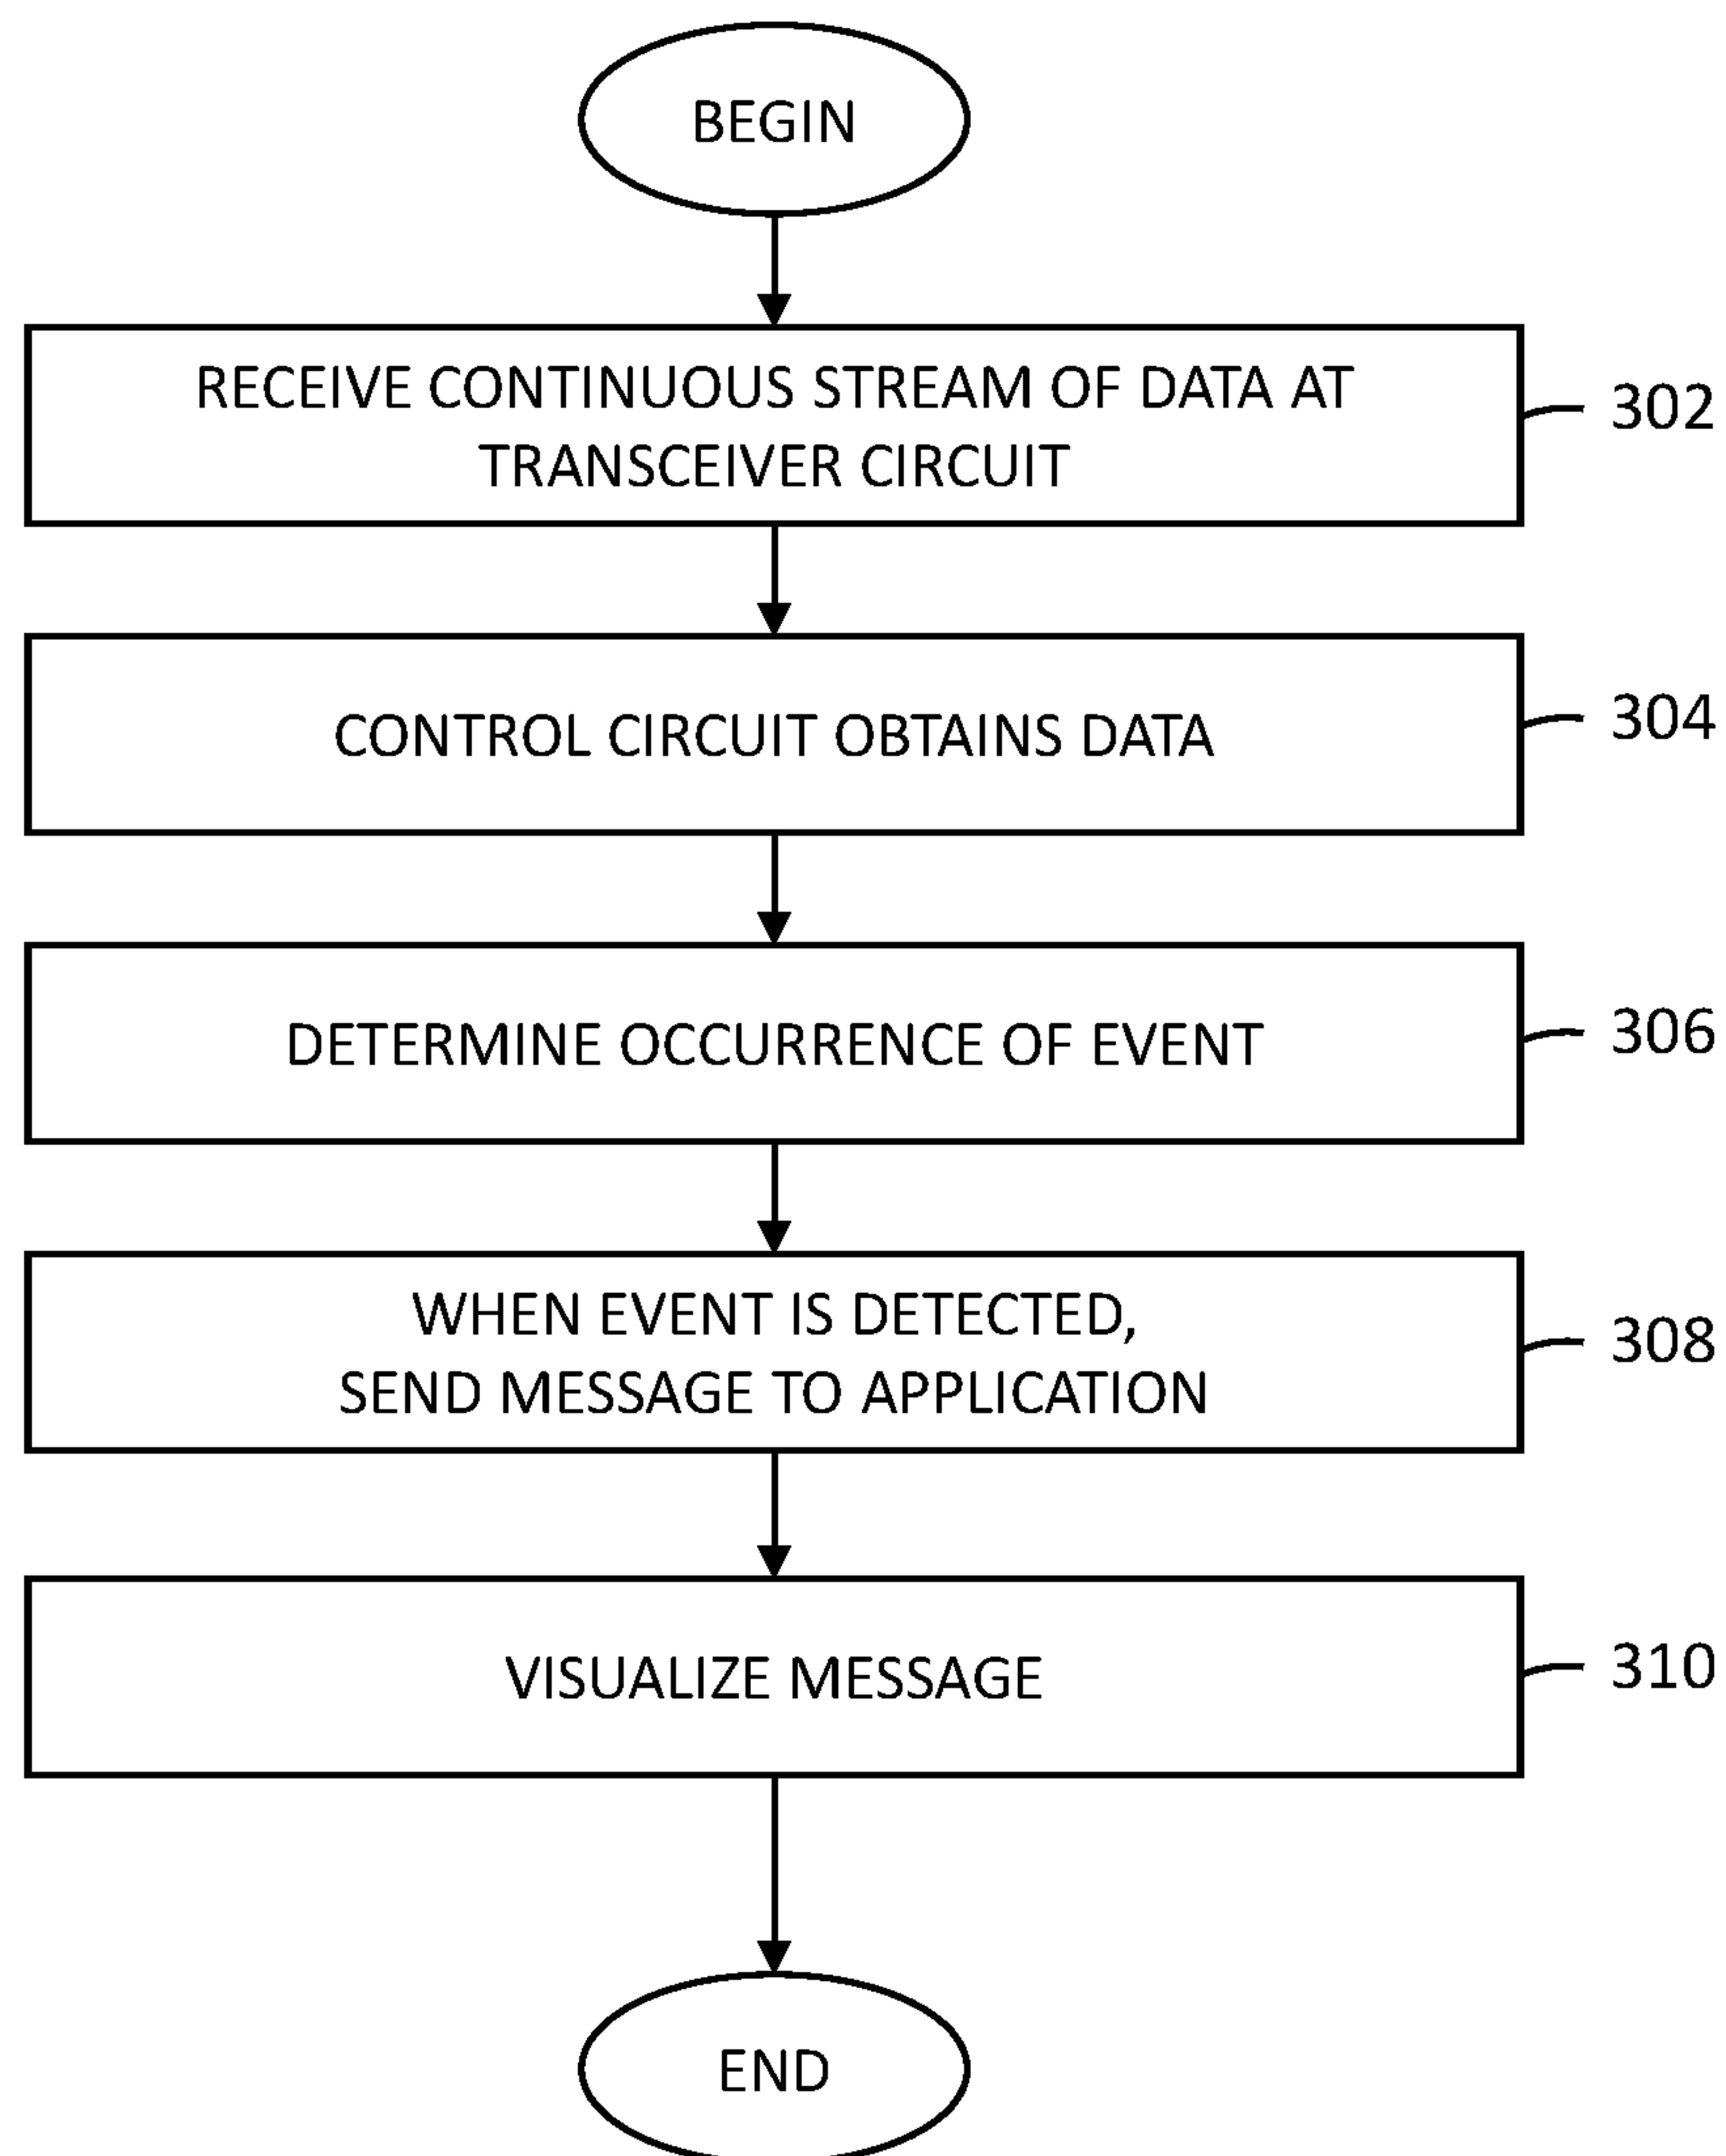 BEGIN
RECEIVE CONTINUOUS STREAM OF DATA AT
TRANSCEIVER CIRCUIT
302
CONTROL CIRCUIT OBTAINS DATA
304
DETERMINE OCCURRENCE OF EVENT
306
WHEN EVENT IS DETECTED,
SEND MESSAGE TO APPLICATION
308
VISUALIZE MESSAGE
310
END